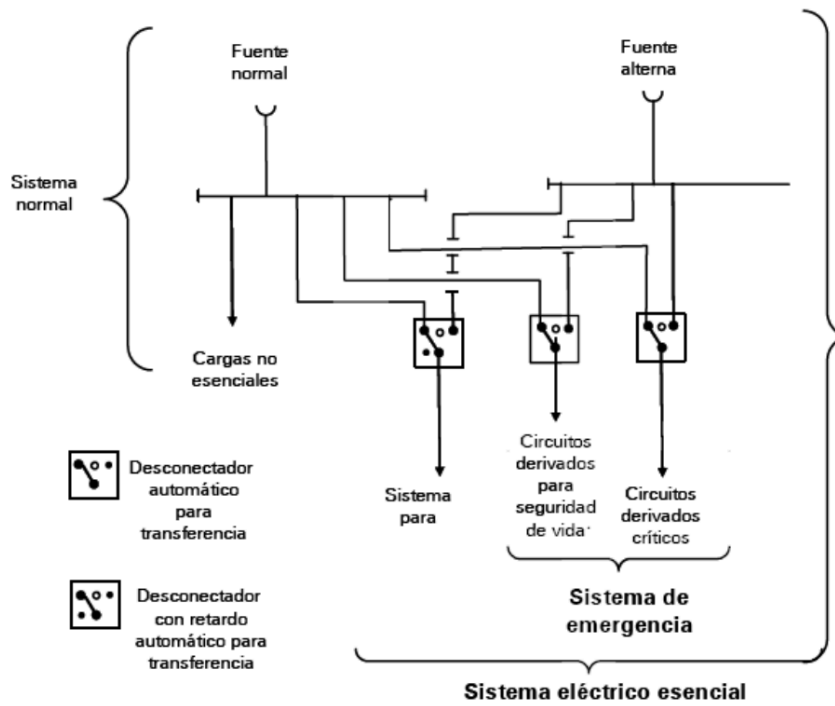 Fuente
normal
Fuente
alterna
Sistema
normal
Cargas no
esenciales
Desconectador
automático
para
transferencia
Sistema
para
Circuitos
derivados
para
seguridad
de vida
Circuitos
derivados
críticos
Desconectador
con retardo
automático para
transferencia
Sistema de
emergencia
Sistema eléctrico esencial